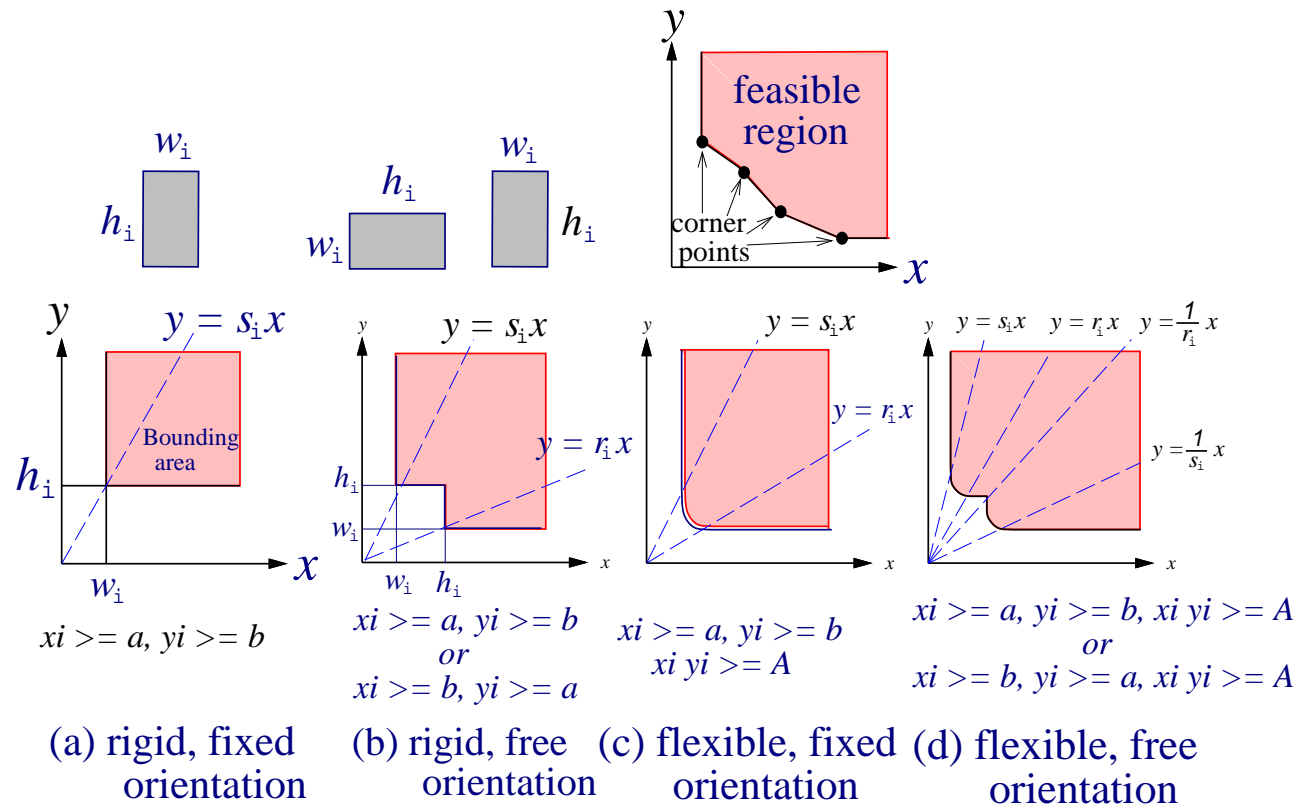 y
feasible
region
corner
points
x
w_i
h_i
h_i
w_i
w_i
h_i
y
y = s_i x
Bounding
area
h_i
w_i
x
xi >= a, yi >= b
(a) rigid, fixed
orientation
y
y = s_i x
y = r_i x
h_i
w_i
w_i
h_i
x
xi >= a, yi >= b
or
xi >= b, yi >= a
(b) rigid, free
orientation
y
y = s_i x
y = r_i x
x
xi >= a, yi >= b
xi yi >= A
(c) flexible, fixed
orientation
y
y = s_i x
y = r_i x
y = 1/r_i x
y = 1/s_i x
x
xi >= a, yi >= b, xi yi >= A
or
xi >= b, yi >= a, xi yi >= A
(d) flexible, free
orientation